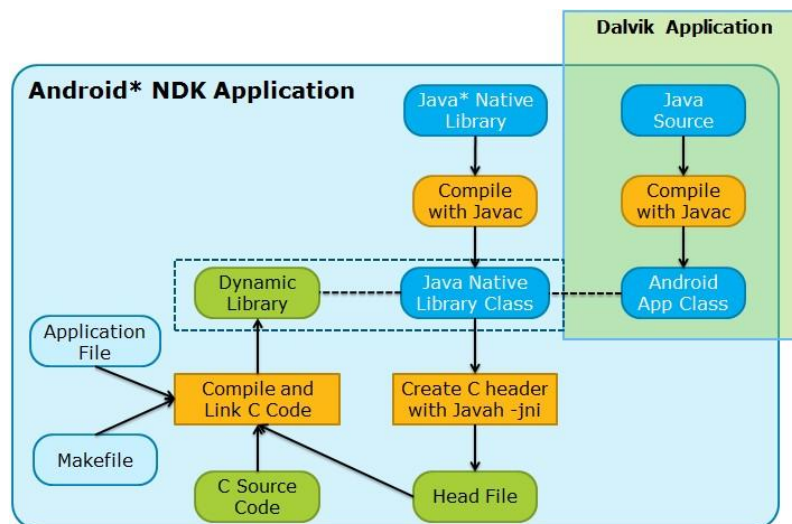 Dalvik Application
Android* NDK Application
Java* Native
Library
Java
Source
Compile
with Javac
Compile
with Javac
Dynamic
Library
Java Native
Library Class
Android
App Class
Application
File
Compile and
Link C Code
Create C header
with Javah -jni
Makefile
C Source
Code
Head File